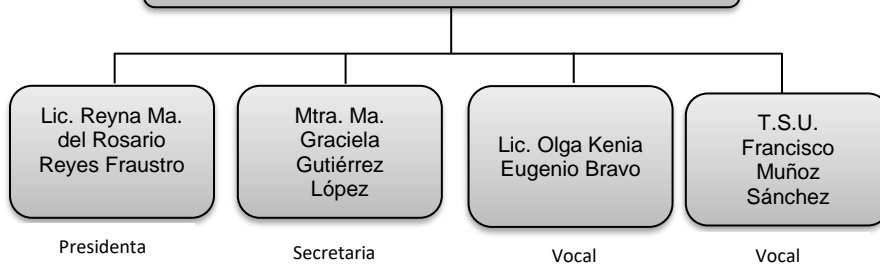 Lic. Reyna Ma.
del Rosario
Reyes Fraustro
Presidenta
Mtra. Ma.
Graciela
Gutiérrez
López
Secretaria
Lic. Olga Kenia
Eugenio Bravo
Vocal
T.S.U.
Francisco
Muñoz
Sánchez
Vocal